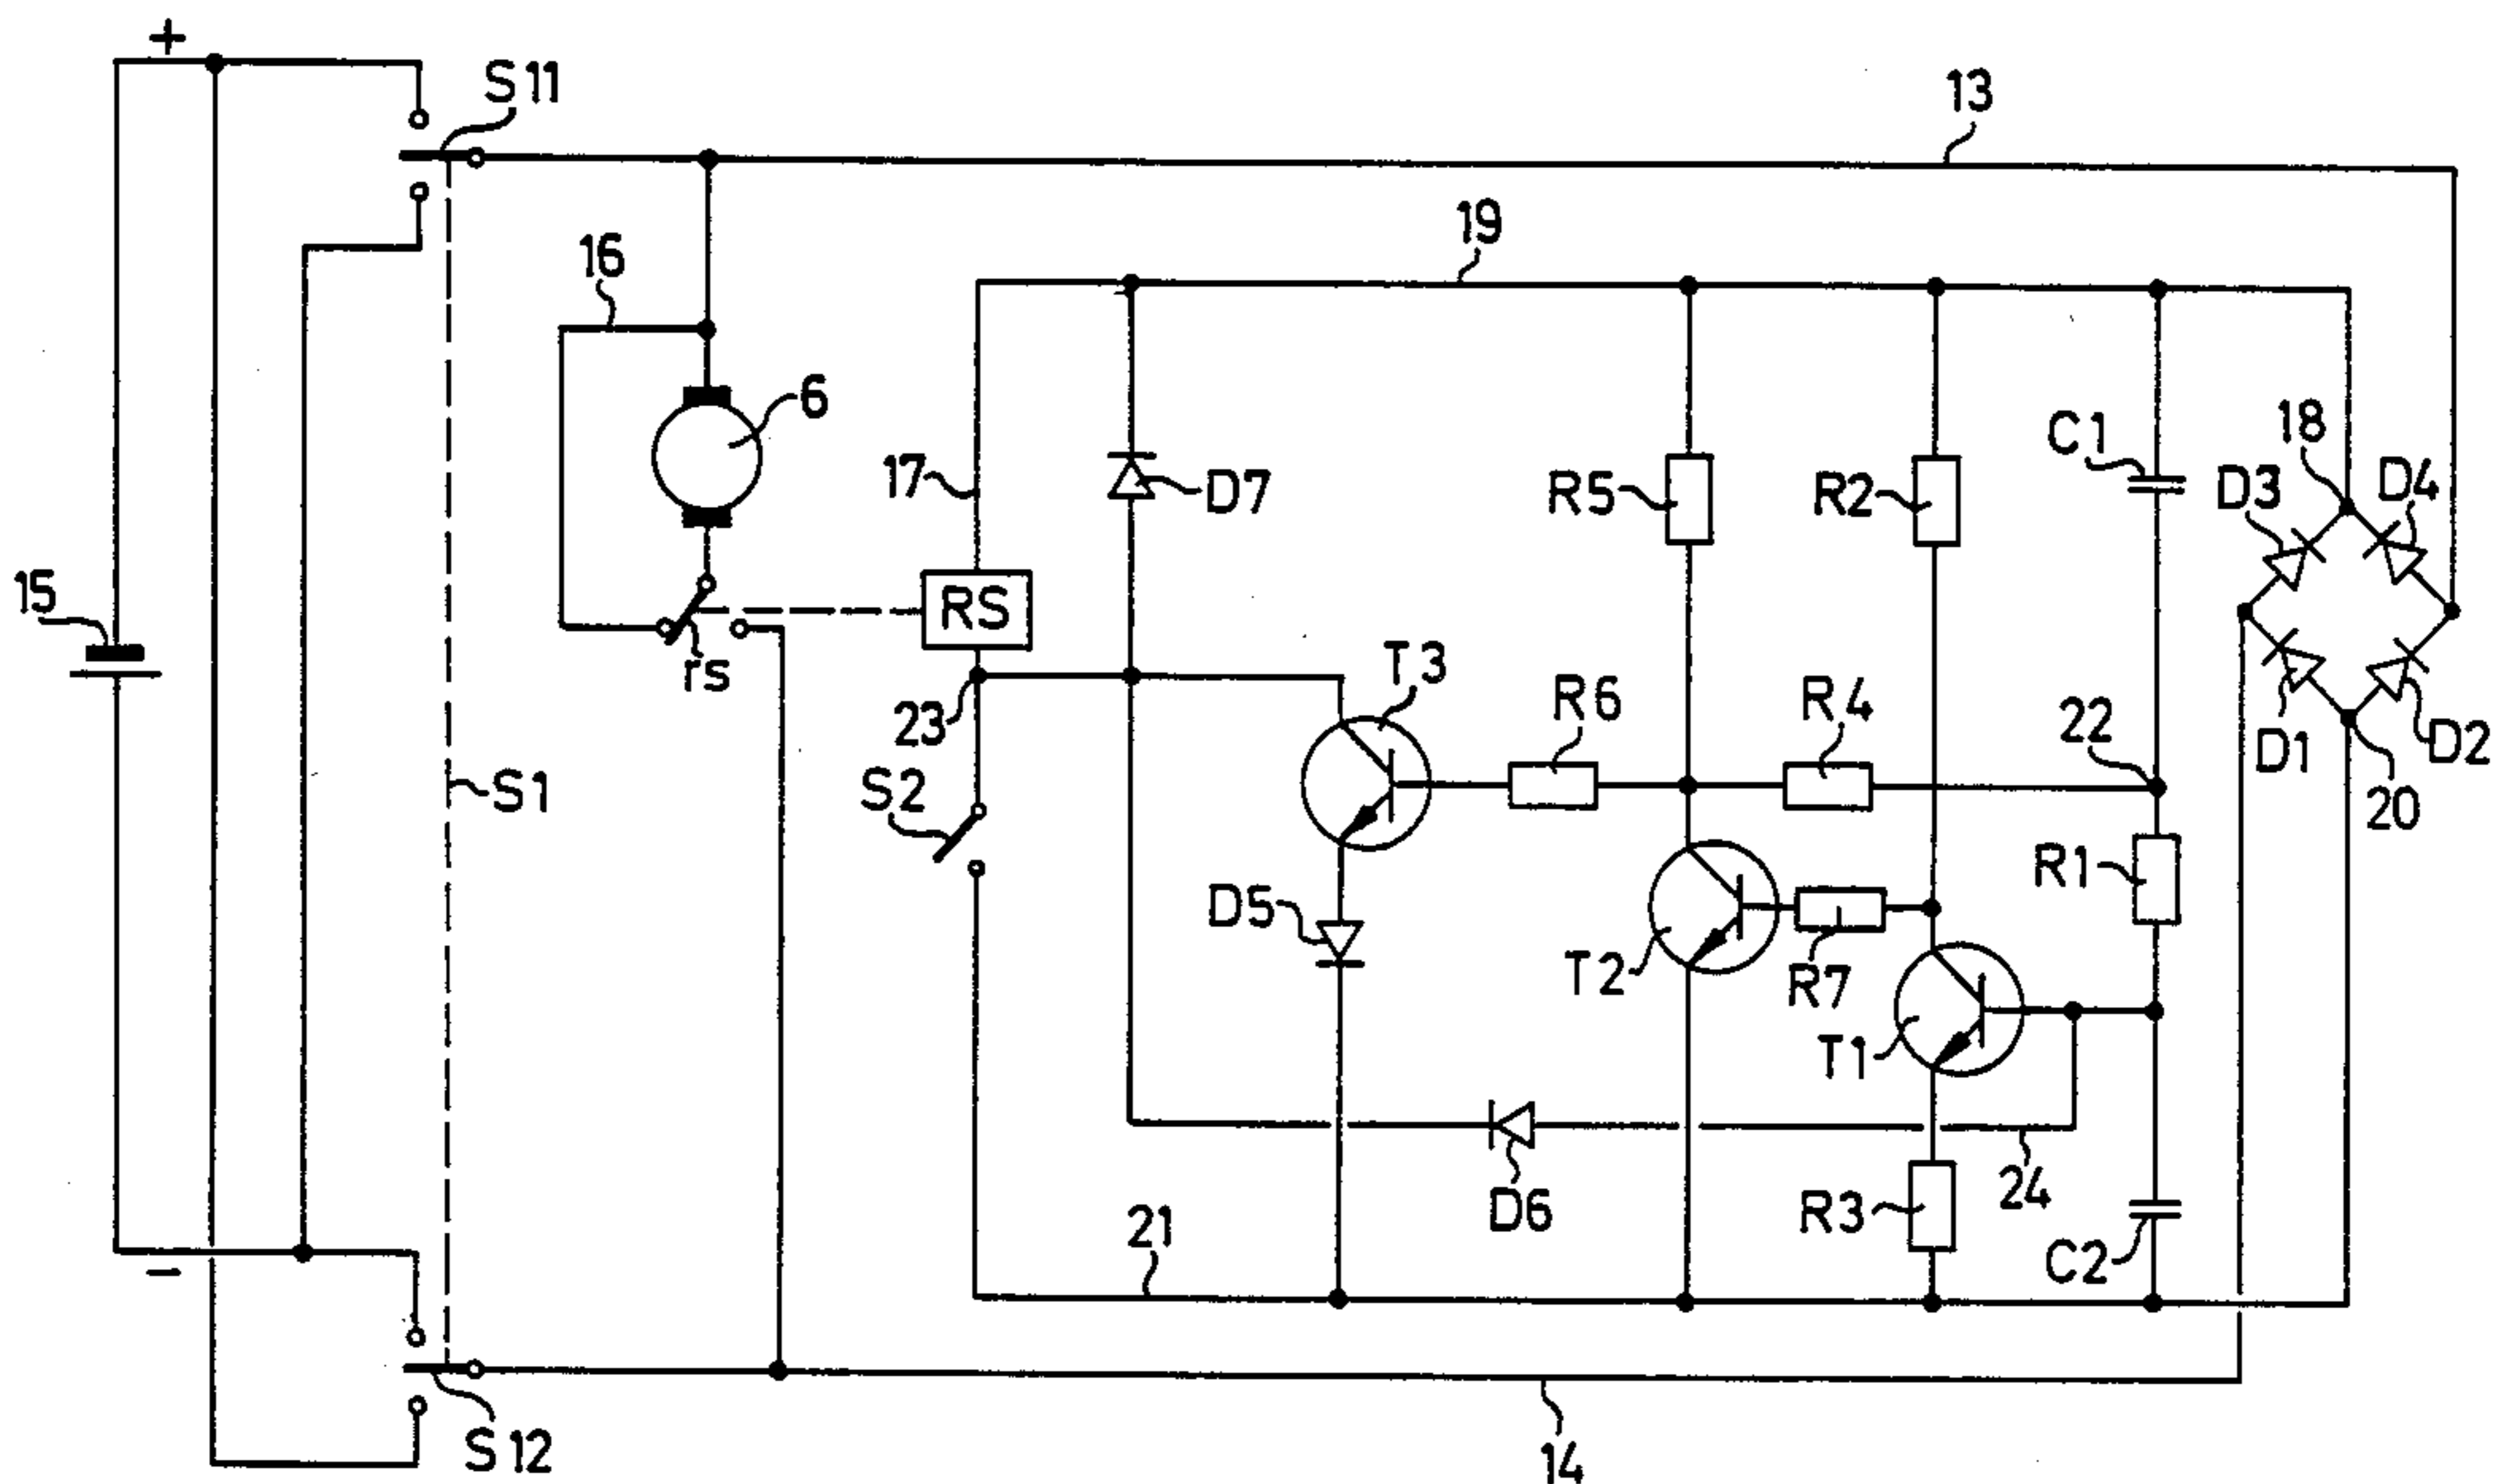 +
S11
13
19
16
6
C1
18
D3
D4
17
D7
R5
R2
15
RS
rs
T3
23
R6
R4
22
D1
D2
S2
S1
20
R1
D5
T2
R7
T1
24
D6
R3
21
C2
−
S12
14